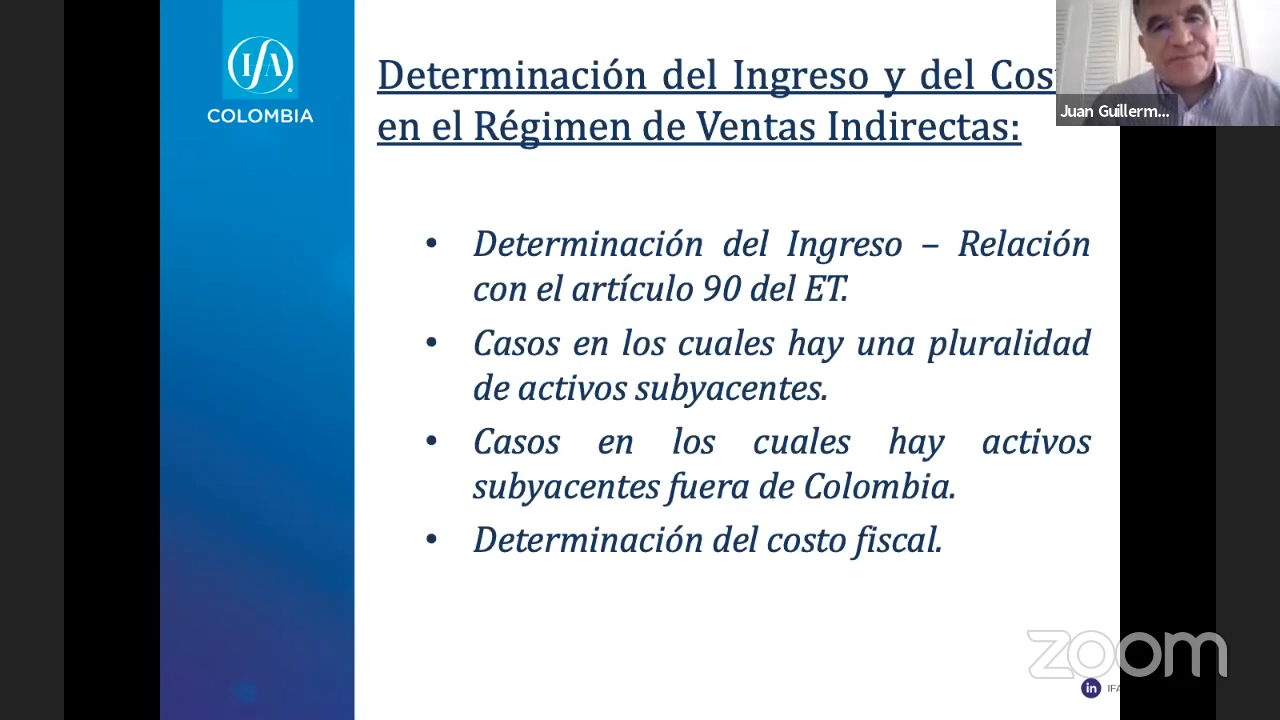 IFA
COLOMBIA
Determinación del Ingreso y del
en el Régimen de Ventas Indirectas:
Juan Guillerm...
• Determinación del Ingreso – Relación
con el artículo 90 del ET.
• Casos en los cuales hay una pluralidad
de activos subyacentes.
• Casos en los cuales hay activos
subyacentes fuera de Colombia.
• Determinación del costo fiscal.
zoom
in